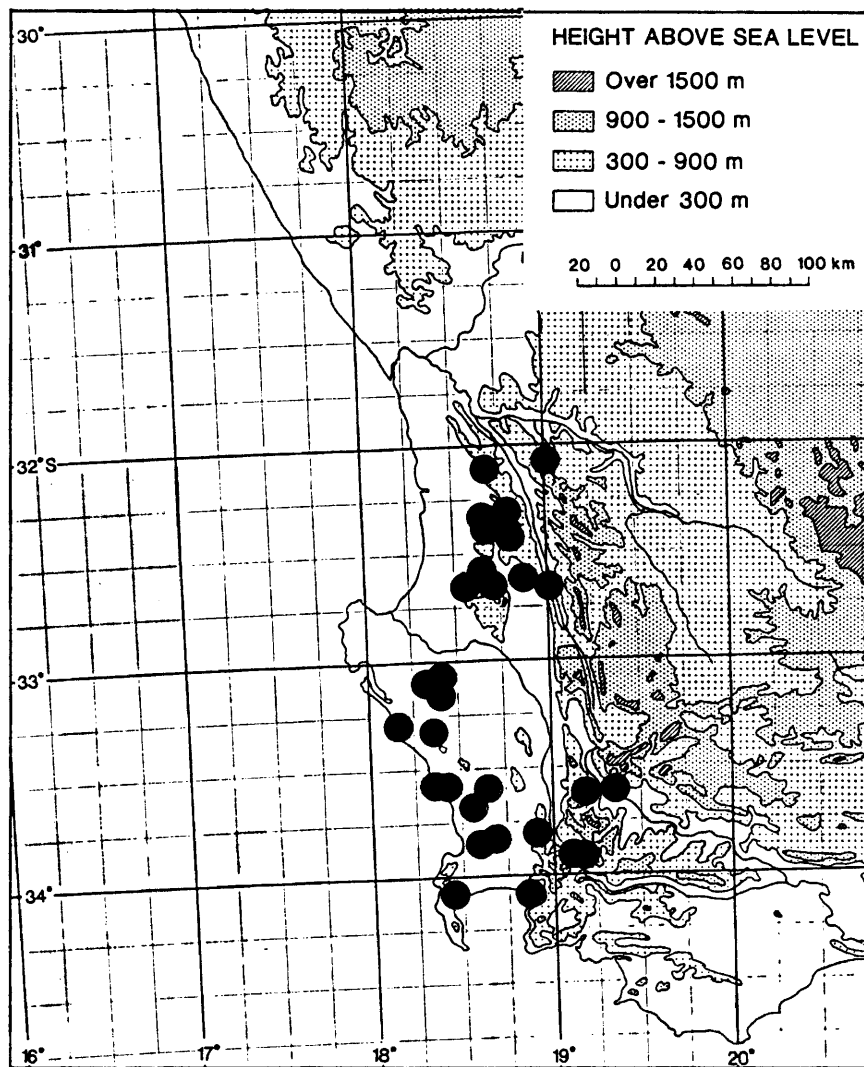 HEIGHT ABOVE SEA LEVEL
Over 1500 m
900 - 1500 m
300 - 900 m
Under 300 m
20 0 20 40 60 80 100 km
30°
31°
32°S
33°
34°
16° 17° 18° 19° 20°